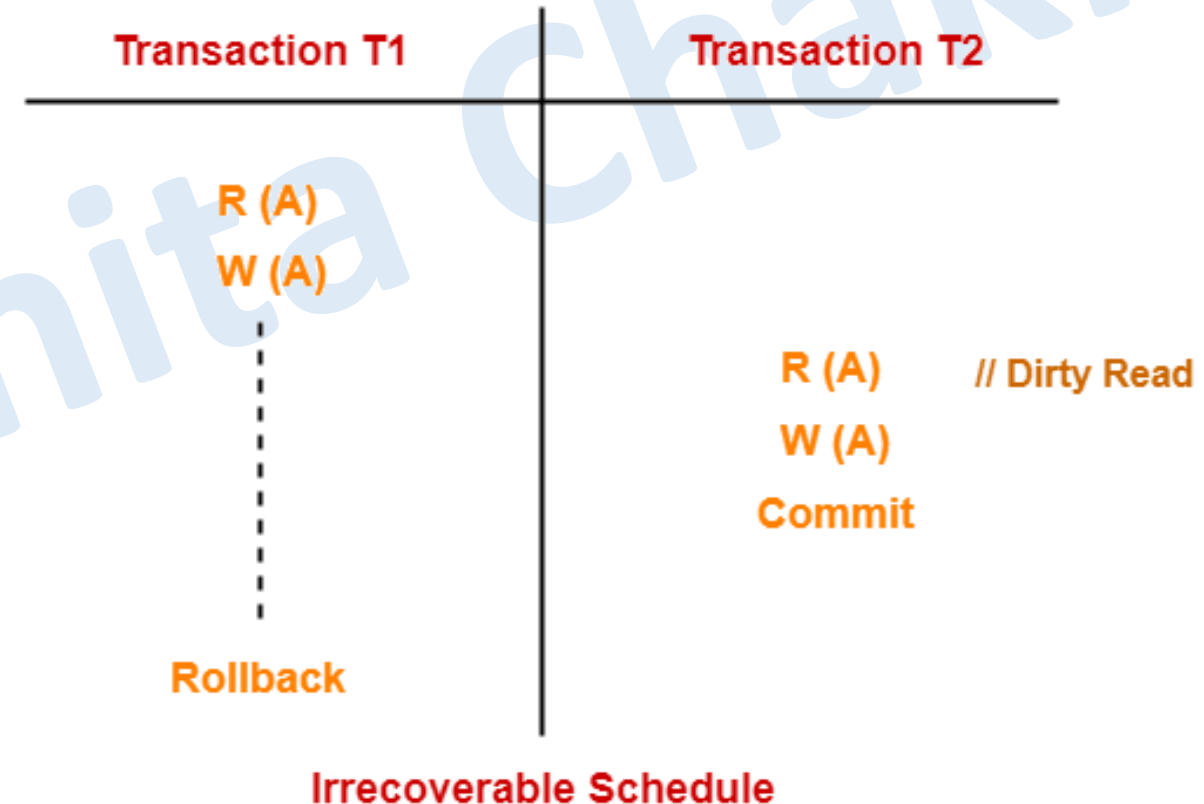 Transaction T1 Transaction T2
R (A)
W (A)
R (A) // Dirty Read
W (A)
Commit
Rollback
Irrecoverable Schedule